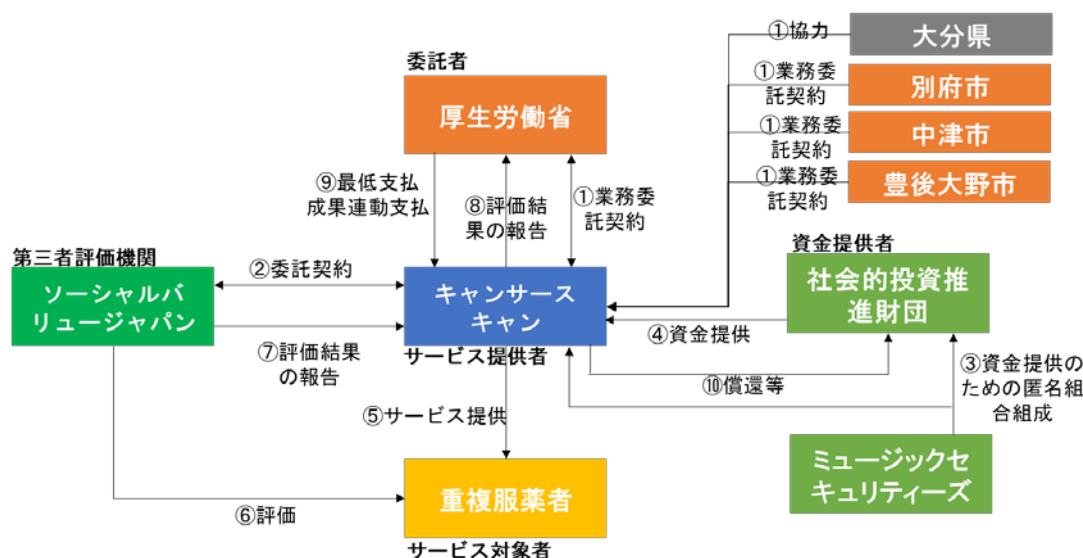 ①協力
大分県
委託者
厚生労働省
①業務委
託契約
別府市
①業務委
託契約
中津市
①業務委
託契約
豊後大野市
⑨最低支払
成果連動支払
⑧評価結
果の報告
①業務委
託契約
第三者評価機関
ソーシャルバ
リュージャパン
②委託契約
キャンサース
キャン
サービス提供者
資金提供者
社会的投資推
進財団
④資金提供
⑦評価結果
の報告
⑩償還等
③資金提供の
ための匿名組
合組成
⑤サービス提供
ミュージックセ
キュリティーズ
重複服薬者
サービス対象者
⑥評価